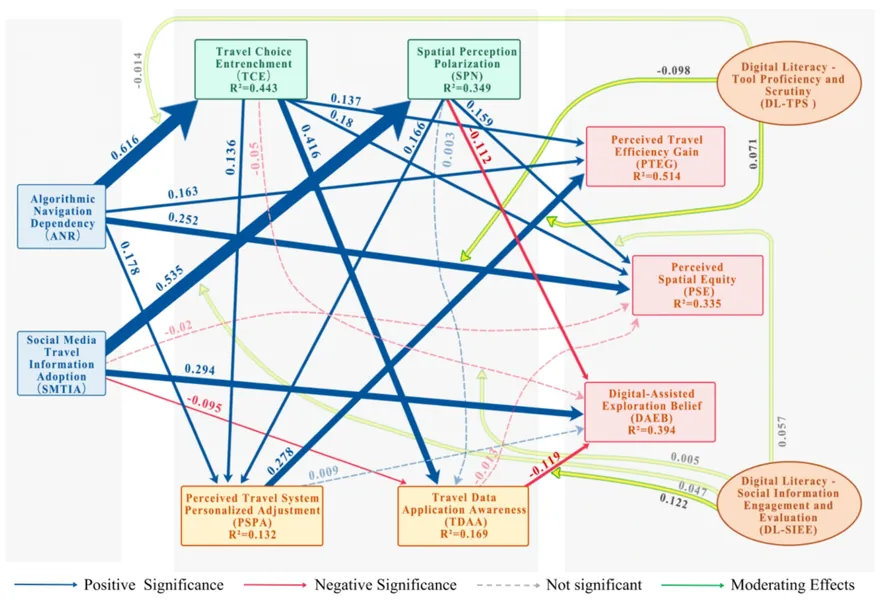 Travel Choice
Entrenchment
（TCE）
R²=0.443
Spatial Perception
Polarization
(SPN)
R²=0.349
Digital Literacy -
Tool Proficiency and
Scrutiny
(DL-TPS )
Perceived Travel
Efficiency Gain
(PTEG)
R²=0.514
Algorithmic
Navigation
Dependency
（ANR）
Perceived
Spatial Equity
(PSE)
R²=0.335
Social Media
Travel
Information
Adoption
（SMTIA）
Digital-Assisted
Exploration Belief
(DAEB)
R²=0.394
Perceived Travel System
Personalized Adjustment
(PSPA)
R²=0.132
Travel Data
Application Awareness
(TDAA)
R²=0.169
Digital Literacy -
Social Information
Engagement and
Evaluation
(DL-SIEE)
-0.014
-0.098
0.071
0.616
0.137
0.18
0.159
0.136
-0.05
0.416
0.166
0.003
-0.112
0.163
0.252
0.178
0.535
-0.02
0.294
-0.095
0.278
0.009
-0.013
-0.119
0.057
0.005
0.047
0.122
Positive Significance
Negative Significance
Not significant
Moderating Effects